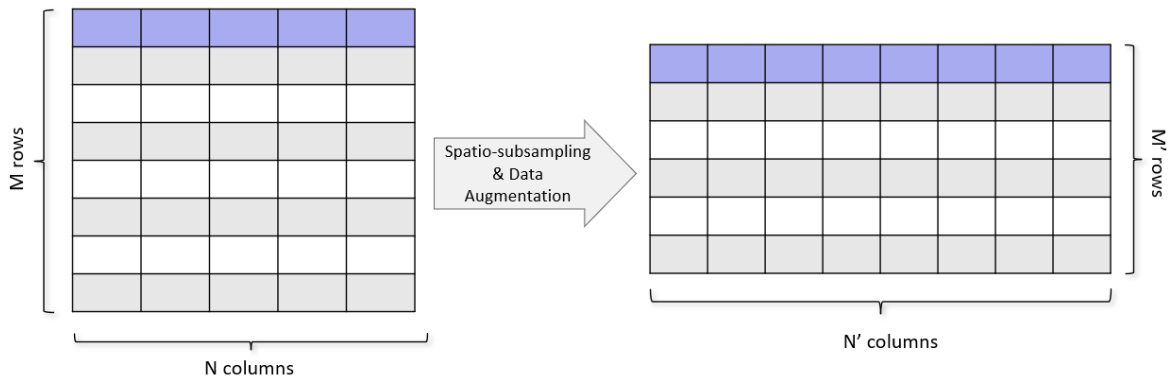 M rows
N columns
Spatio-subsampling
& Data
Augmentation
M’ rows
N’ columns